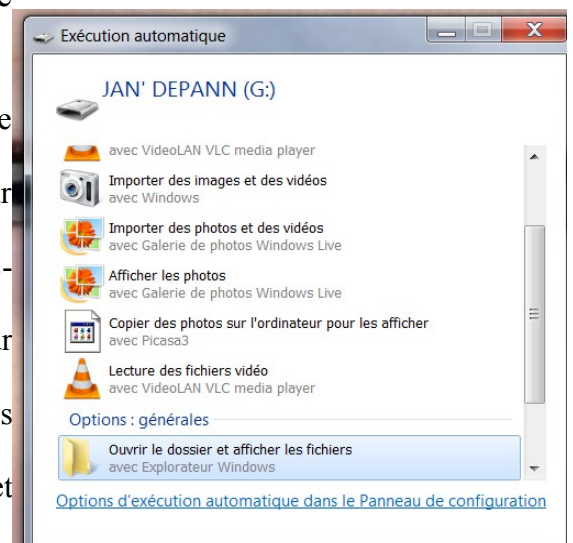 Exécution automatique
JAN' DEPANN (G:)
avec VideoLAN VLC media player
Importer des images et des vidéos
avec Windows
Importer des photos et des vidéos
avec Galerie de photos Windows Live
Afficher les photos
avec Galerie de photos Windows Live
Copier des photos sur l'ordinateur pour les afficher
avec Picasa3
Lecture des fichiers vidéo
avec VideoLAN VLC media player
Options : générales
Ouvrir le dossier et afficher les fichiers
avec Explorateur Windows
Options d'exécution automatique dans le Panneau de configuration